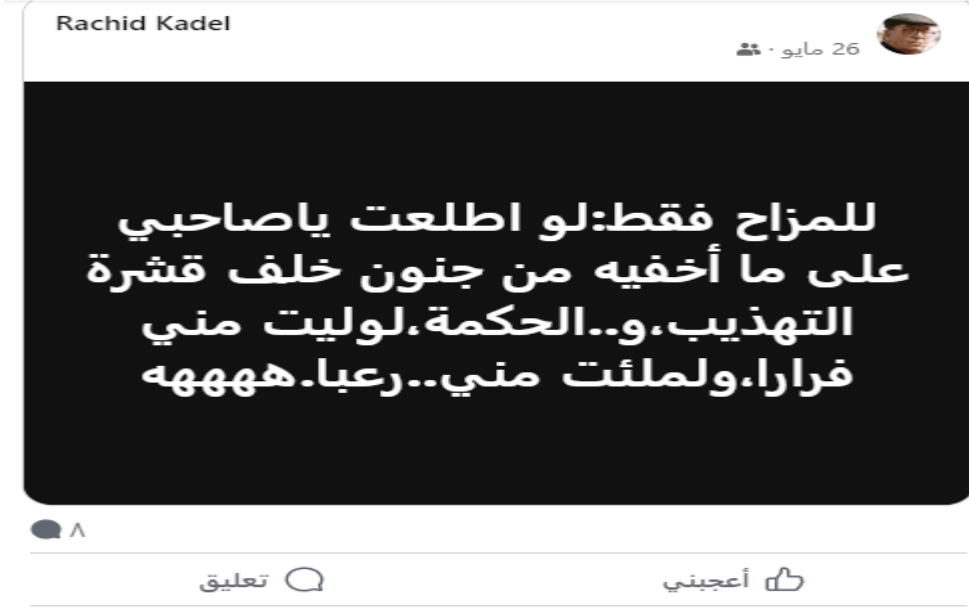 Rachid Kadel
26 مايو ·
للمزاح فقط:لو اطلعت ياصاحبي
على ما أخفيه من جنون خلف قشرة
التهذيب،و..الحكمة،لوليت مني
فرارا،ولملئت مني..رعبا.ههههه
٨
أعجبني
تعليق